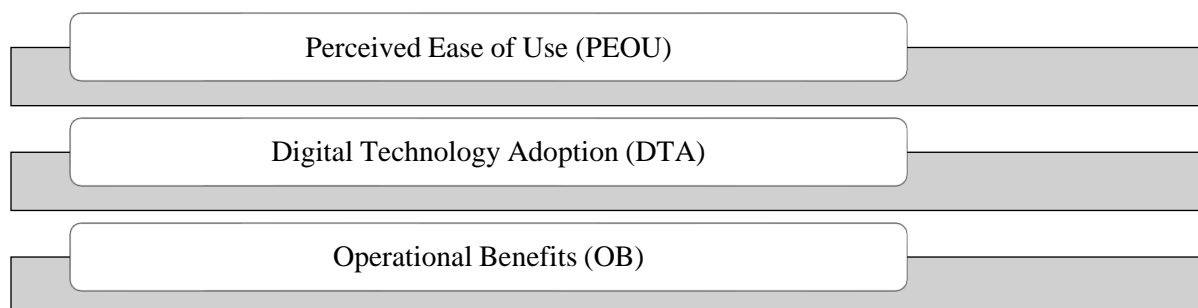 Perceived Ease of Use (PEOU)
Digital Technology Adoption (DTA)
Operational Benefits (OB)